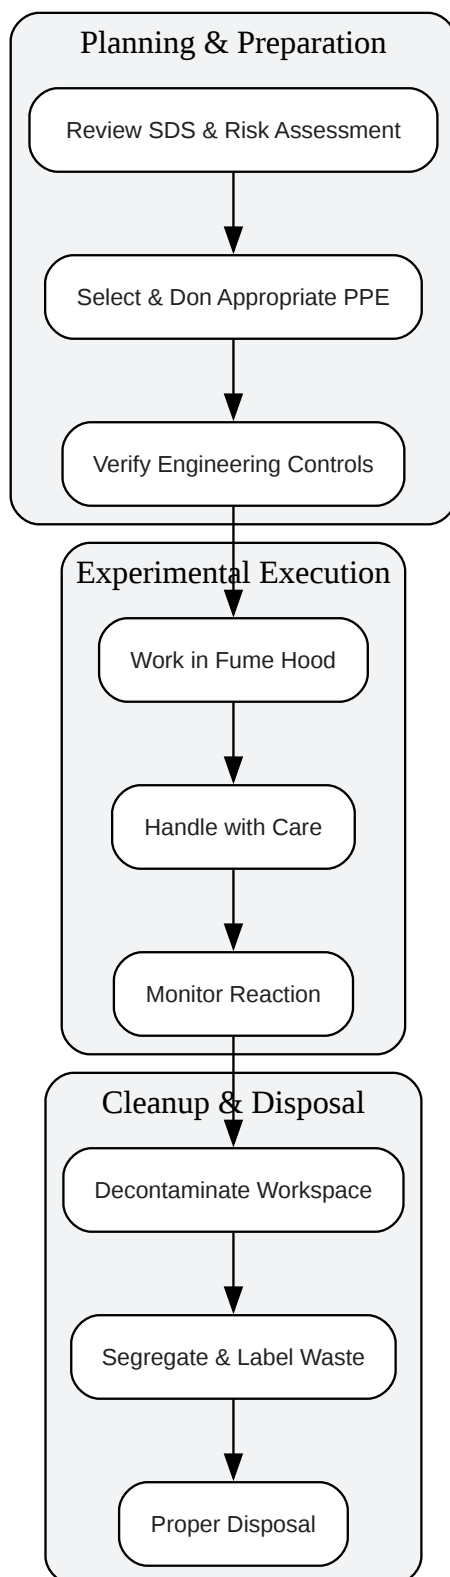 Planning & Preparation
Review SDS & Risk Assessment
Select & Don Appropriate PPE
Verify Engineering Controls
Experimental Execution
Work in Fume Hood
Handle with Care
Monitor Reaction
Cleanup & Disposal
Decontaminate Workspace
Segregate & Label Waste
Proper Disposal